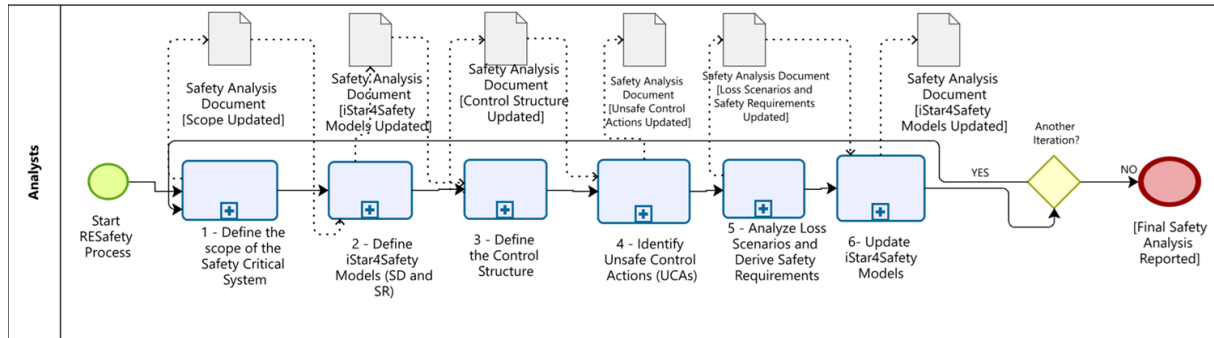 Analysts
Start
RESafety
Process
Safety Analysis
Document
[Scope Updated]
Safety Analysis
Document
[iStar4Safety
Models Updated]
Safety Analysis
Document
[Control Structure
Updated]
Safety Analysis
Document
[Unsafe Control
Actions Updated]
Safety Analysis Document
[Loss Scenarios and
Safety Requirements
Updated]
Safety Analysis
Document
[iStar4Safety
Models Updated]
Another
Iteration?
YES
NO
1 - Define the
scope of the
Safety Critical
System
2 - Define
iStar4Safety
Models (SD and
SR)
3 - Define
the Control
Structure
4 - Identify
Unsafe Control
Actions (UCAs)
5 - Analyze Loss
Scenarios and
Derive Safety
Requirements
6- Update
iStar4Safety
Models
[Final Safety
Analysis
Reported]